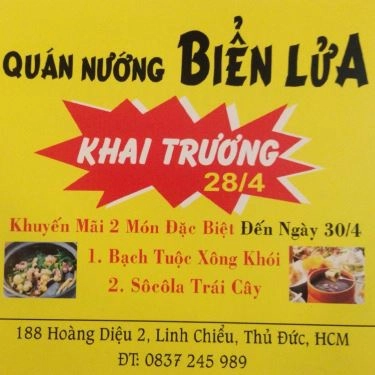 QUÁN NƯỚNG BIỂN LỬA
KHAI TRƯƠNG
28/4
Khuyến Mãi 2 Món Đặc Biệt Đến Ngày 30/4
1. Bạch Tuộc Xông Khói
2. Sôcôla Trái Cây
188 Hoàng Diệu 2, Linh Chiểu, Thủ Đức, HCM
ĐT: 0837 245 989